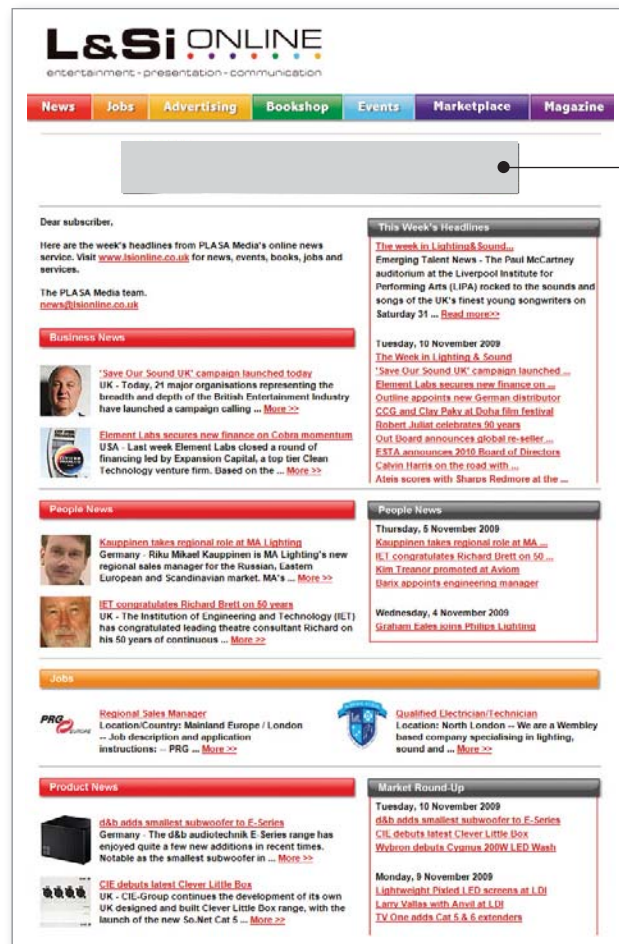 L&Si ONLINE
entertainment - presentation - communication
News Jobs Advertising Bookshop Events Marketplace Magazine
Dear subscriber,
Here are the week's headlines from PLASA Media's online news
service. Visit www.lsionline.co.uk for news, events, books, jobs and
services.
The PLASA Media team.
news@lsionline.co.uk
Business News
'Save Our Sound UK' campaign launched today
UK - Today, 21 major organisations representing the
breadth and depth of the British Entertainment Industry
have launched a campaign calling ... More >>
Element Labs secures new finance on Cobra momentum
USA - Last week Element Labs closed a round of
financing led by Expansion Capital, a top tier Clean
Technology venture firm. Based on the ... More >>
This Week's Headlines
The week in Lighting&Sound...
Emerging Talent News - The Paul McCartney
auditorium at the Liverpool Institute for
Performing Arts (LIPA) rocked to the sounds and
songs of the UK's finest young songwriters on
Saturday 31 ... Read more>>
Tuesday, 10 November 2009
The Week in Lighting & Sound
'Save Our Sound UK' campaign launched ...
Element Labs secures new finance on ...
Outline appoints new German distributor
CCG and Clay Paky at Doha film festival
Robert Juliat celebrates 90 years
Out Board announces global re-seller ...
ESTA announces 2010 Board of Directors
Calvin Harris on the road with ...
Ateis scores with Sharps Redmore at the ...
People News
Kauppinen takes regional role at MA Lighting
Germany - Riku Mikael Kauppinen is MA Lighting's new
regional sales manager for the Russian, Eastern
European and Scandinavian market. MA's ... More >>
IET congratulates Richard Brett on 50 years
UK - The Institution of Engineering and Technology (IET)
has congratulated leading theatre consultant Richard on
his 50 years of continuous ... More >>
People News
Thursday, 5 November 2009
Kauppinen takes regional role at MA ...
IET congratulates Richard Brett on 50 ...
Kim Treanor promoted at Aviom
Barix appoints engineering manager
Wednesday, 4 November 2009
Graham Eales joins Philips Lighting
Jobs
PRG EUROPE
Regional Sales Manager
Location/Country: Mainland Europe / London
-- Job description and application
instructions: -- PRG ... More >>
Qualified Electrician/Technician
Location: North London -- We are a Wembley
based company specialising in lighting,
sound and ... More >>
Product News
d&b adds smallest subwoofer to E-Series
Germany - The d&b audiotechnik E-Series range has
enjoyed quite a few new additions in recent times.
Notable as the smallest subwoofer in ... More >>
CIE debuts latest Clever Little Box
UK - CIE-Group continues the development of its own
UK designed and built Clever Little Box range, with the
launch of the new So.Net Cat 5 ... More >>
Market Round-Up
Tuesday, 10 November 2009
d&b adds smallest subwoofer to E-Series
CIE debuts latest Clever Little Box
Wybron debuts Cygnus 200W LED Wash
Monday, 9 November 2009
Lightweight Pixled LED screens at LDI
Larry Vallas with Anvil at LDI
TV One adds Cat 5 & 6 extenders